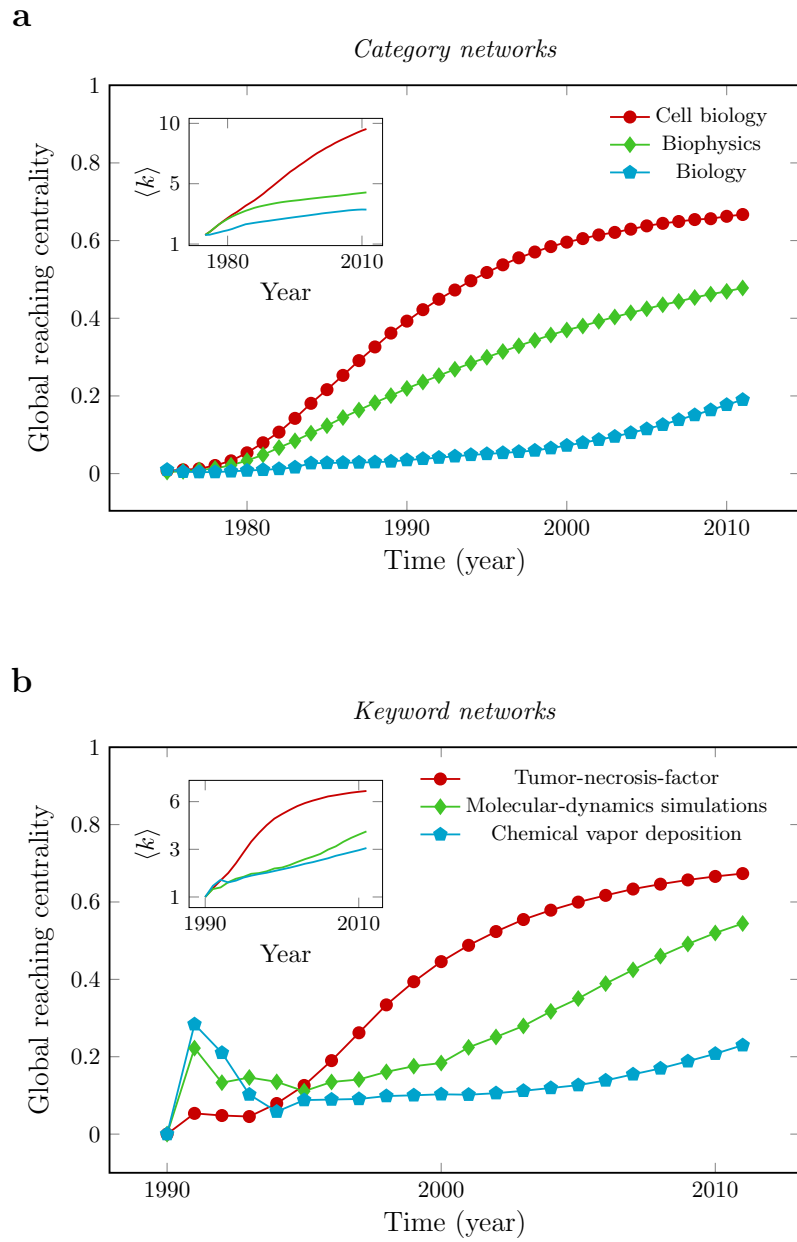 a
Category networks
Global reaching centrality
1
0.8
0.6
0.4
0.2
0
1980
1990
2000
2010
Time (year)
Cell biology
Biophysics
Biology
⟨k⟩
10
5
1
1980
2010
Year
b
Keyword networks
Global reaching centrality
1
0.8
0.6
0.4
0.2
0
1990
2000
2010
Time (year)
Tumor-necrosis-factor
Molecular-dynamics simulations
Chemical vapor deposition
⟨k⟩
6
3
1
1990
2010
Year